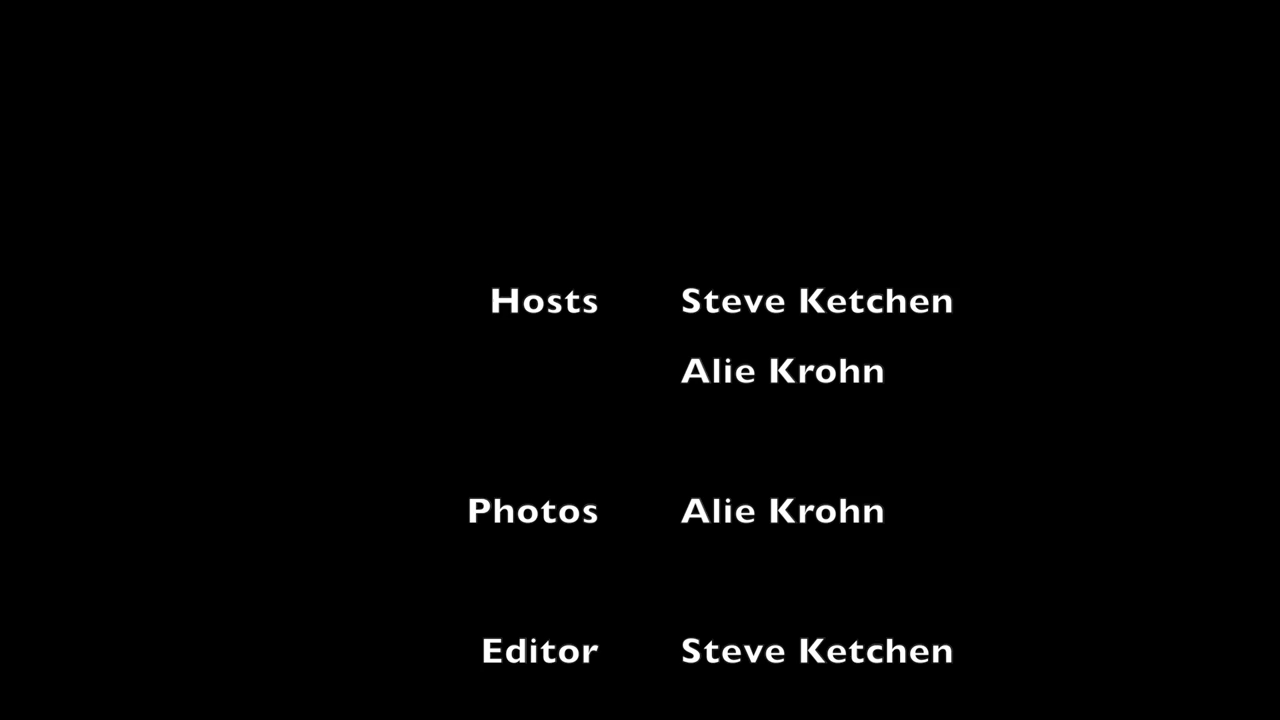 Hosts Steve Ketchen
Alie Krohn
Photos Alie Krohn
Editor Steve Ketchen